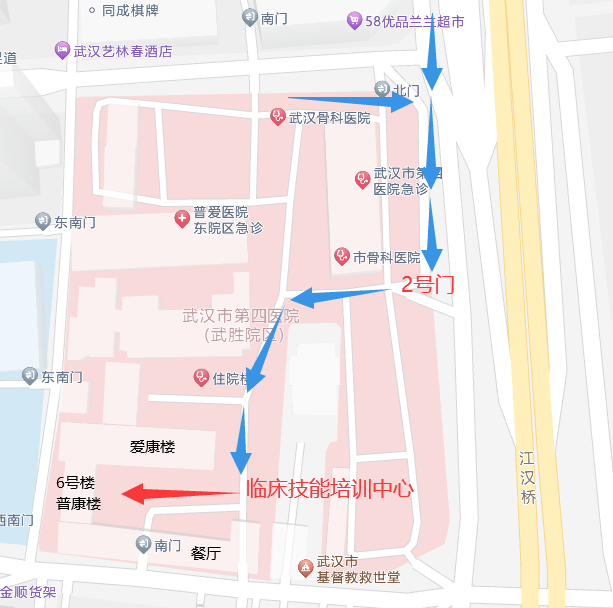 同成棋牌
南门
58优品兰兰超市
武汉艺林春酒店
北门
武汉骨科医院
武汉市第四
医院急诊
普爱医院
东院区急诊
东南门
市骨科医院
2号门
武汉市第四医院
(武胜院区)
东南门
住院楼
爱康楼
6号楼
普康楼
临床技能培训中心
江汉桥
西南门
南门
餐厅
武汉市
基督教救世堂
金顺货架